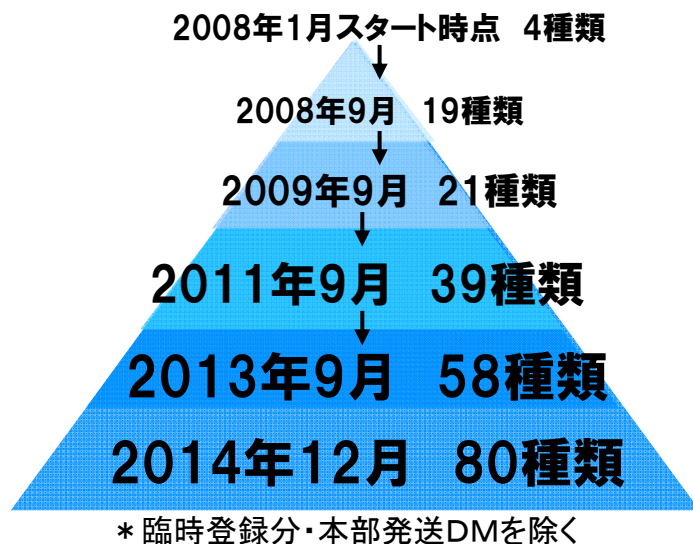 2008年1月スタート時点 4種類
2008年9月 19種類
2009年9月 21種類
2011年9月 39種類
2013年9月 58種類
2014年12月 80種類
*臨時登録分・本部発送DMを除く